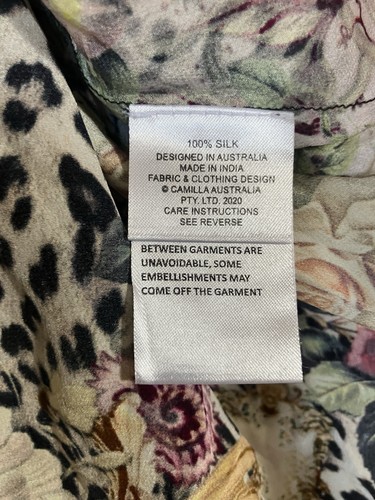 100% SILK
DESIGNED IN AUSTRALIA
MADE IN INDIA
FABRIC & CLOTHING DESIGN
© CAMILLA AUSTRALIA
PTY. LTD. 2020
CARE INSTRUCTIONS
SEE REVERSE
BETWEEN GARMENTS ARE
UNAVOIDABLE, SOME
EMBELLISHMENTS MAY
COME OFF THE GARMENT